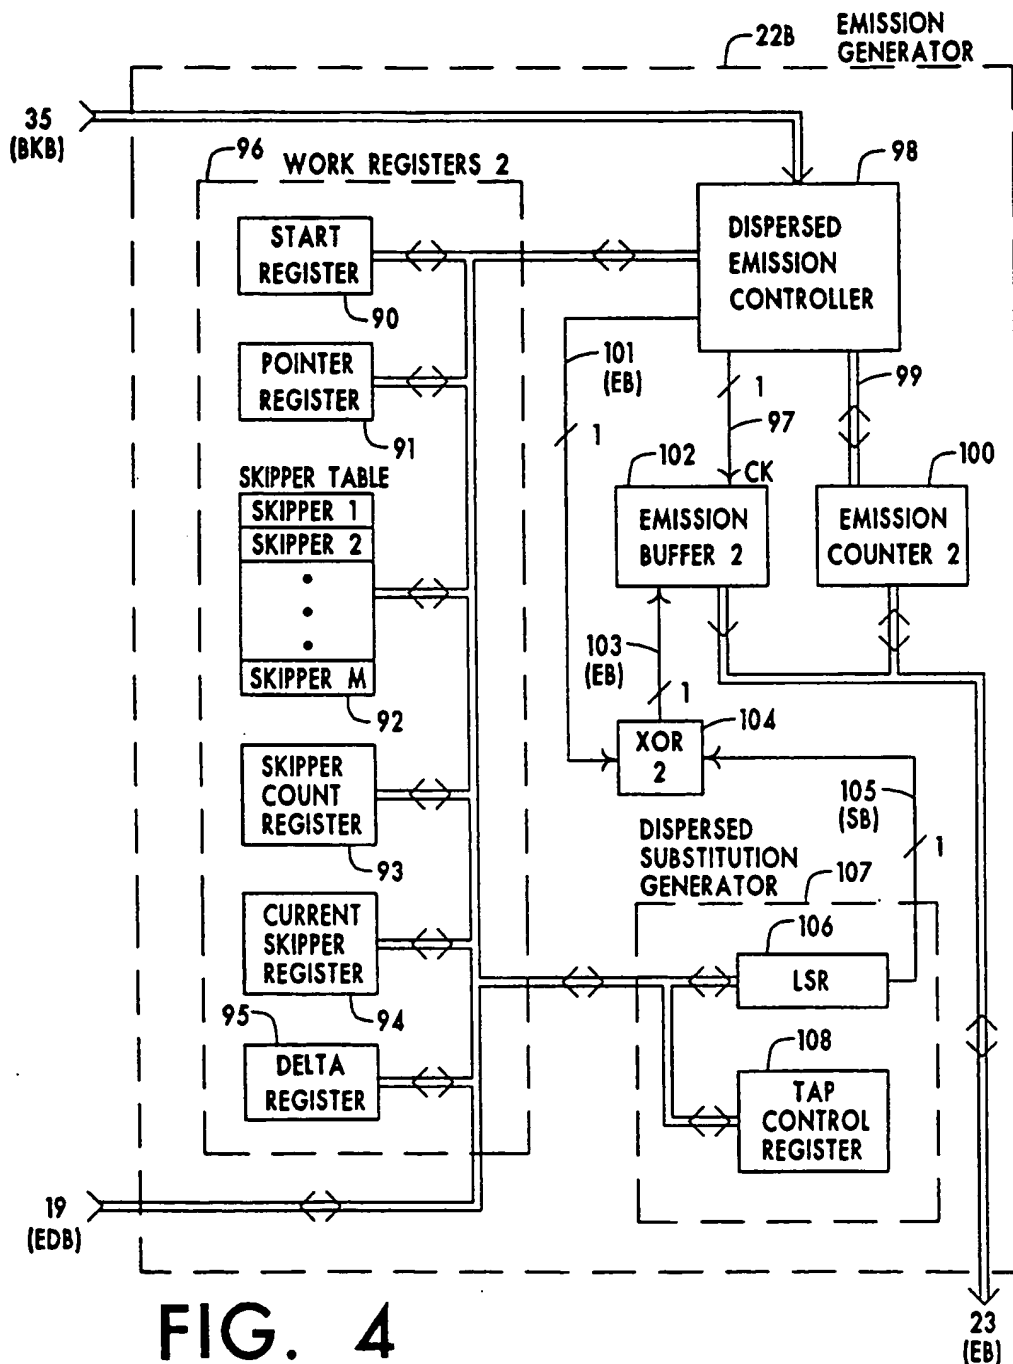 22B
EMISSION
GENERATOR
35
(BKB)
96
WORK REGISTERS 2
98
START
REGISTER
90
DISPERSED
EMISSION
CONTROLLER
POINTER
REGISTER
91
101
(EB)
1
1
97
99
SKIPPER TABLE
SKIPPER 1
SKIPPER 2
SKIPPER M
92
102
CK
100
EMISSION
BUFFER 2
EMISSION
COUNTER 2
103
(EB)
1
104
XOR
2
105
(SB)
1
SKIPPER
COUNT
REGISTER
93
DISPERSED
SUBSTITUTION
GENERATOR
107
CURRENT
SKIPPER
REGISTER
94
106
LSR
95
DELTA
REGISTER
108
TAP
CONTROL
REGISTER
19
(EDB)
23
(EB)
FIG. 4